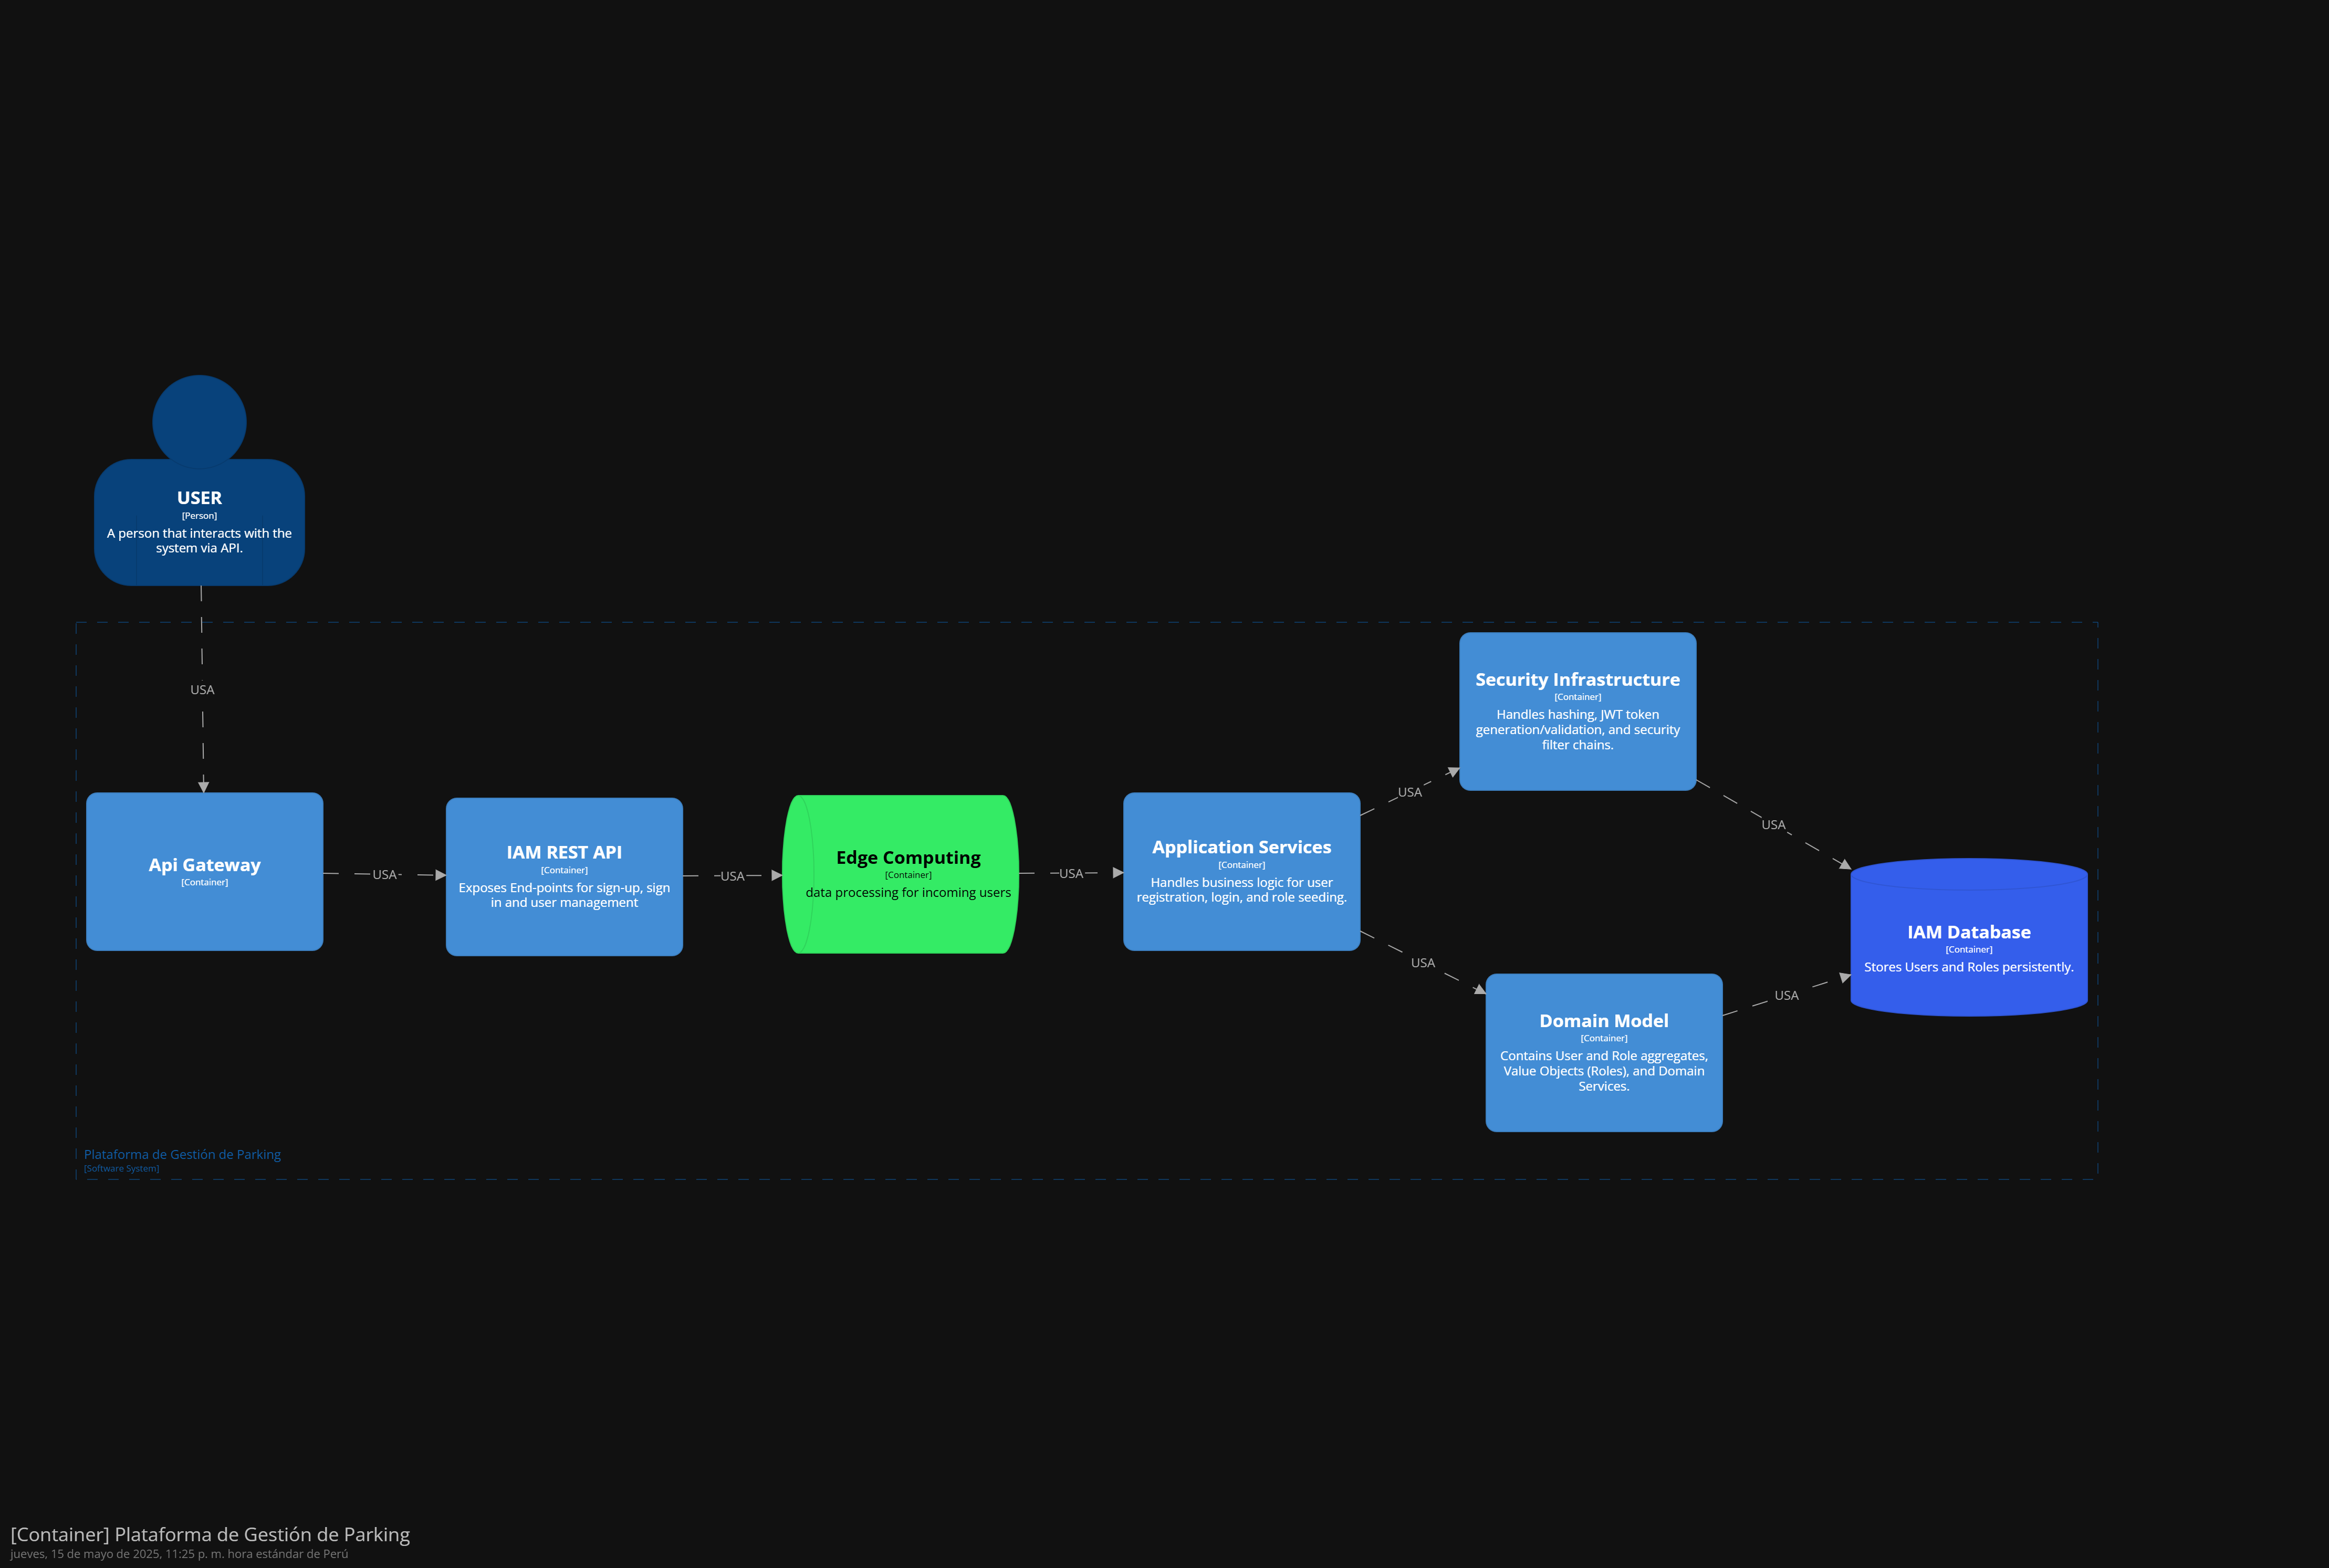 USER
[Person]
A person that interacts with the
system via API.
USA
Api Gateway
[Container]
USA
IAM REST API
[Container]
Exposes End-points for sign-up, sign
in and user management
USA
Edge Computing
[Container]
data processing for incoming users
USA
Application Services
[Container]
Handles business logic for user
registration, login, and role seeding.
USA
Security Infrastructure
[Container]
Handles hashing, JWT token
generation/validation, and security
filter chains.
USA
USA
Domain Model
[Container]
Contains User and Role aggregates,
Value Objects (Roles), and Domain
Services.
USA
IAM Database
[Container]
Stores Users and Roles persistently.
Plataforma de Gestión de Parking
[Software System]
[Container] Plataforma de Gestión de Parking
jueves, 15 de mayo de 2025, 11:25 p. m. hora estándar de Perú